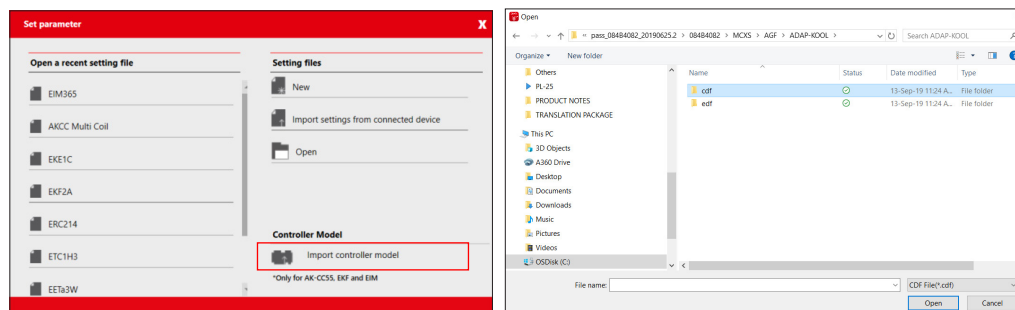 Set parameter
X
Open a recent setting file
EIM365
AKCC Multi Coil
EKE1C
EKF2A
ERC214
ETC1H3
EETa3W
Setting files
New
Import settings from connected device
Open
Controller Model
Import controller model
*Only for AK-CC55, EKF and EIM
Open
« pass_084B4082_20190625.2 > 084B4082 > MCXS > AGF > ADAP-KOOL >
Search ADAP-KOOL
Organize
New folder
Others
PL-25
PRODUCT NOTES
TRANSLATION PACKAGE
This PC
3D Objects
A360 Drive
Desktop
Documents
Downloads
Music
Pictures
Videos
OSDisk (C:)
Name Status Date modified Type
cdf 13-Sep-19 11:24 A... File folder
edf 13-Sep-19 11:24 A... File folder
File name:
CDF File(*.cdf)
Open
Cancel